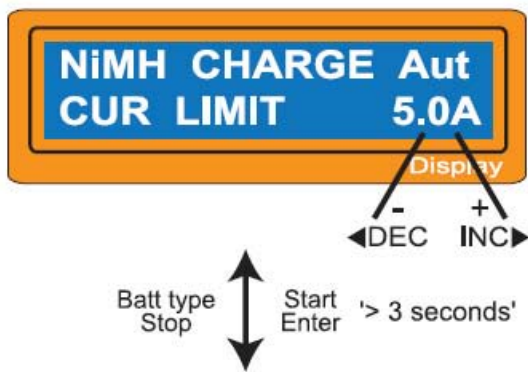 NiMH CHARGE Aut
CUR LIMIT 5.0A
Display
- +
◀DEC INC▶
Batt type Start '> 3 seconds'
Stop Enter